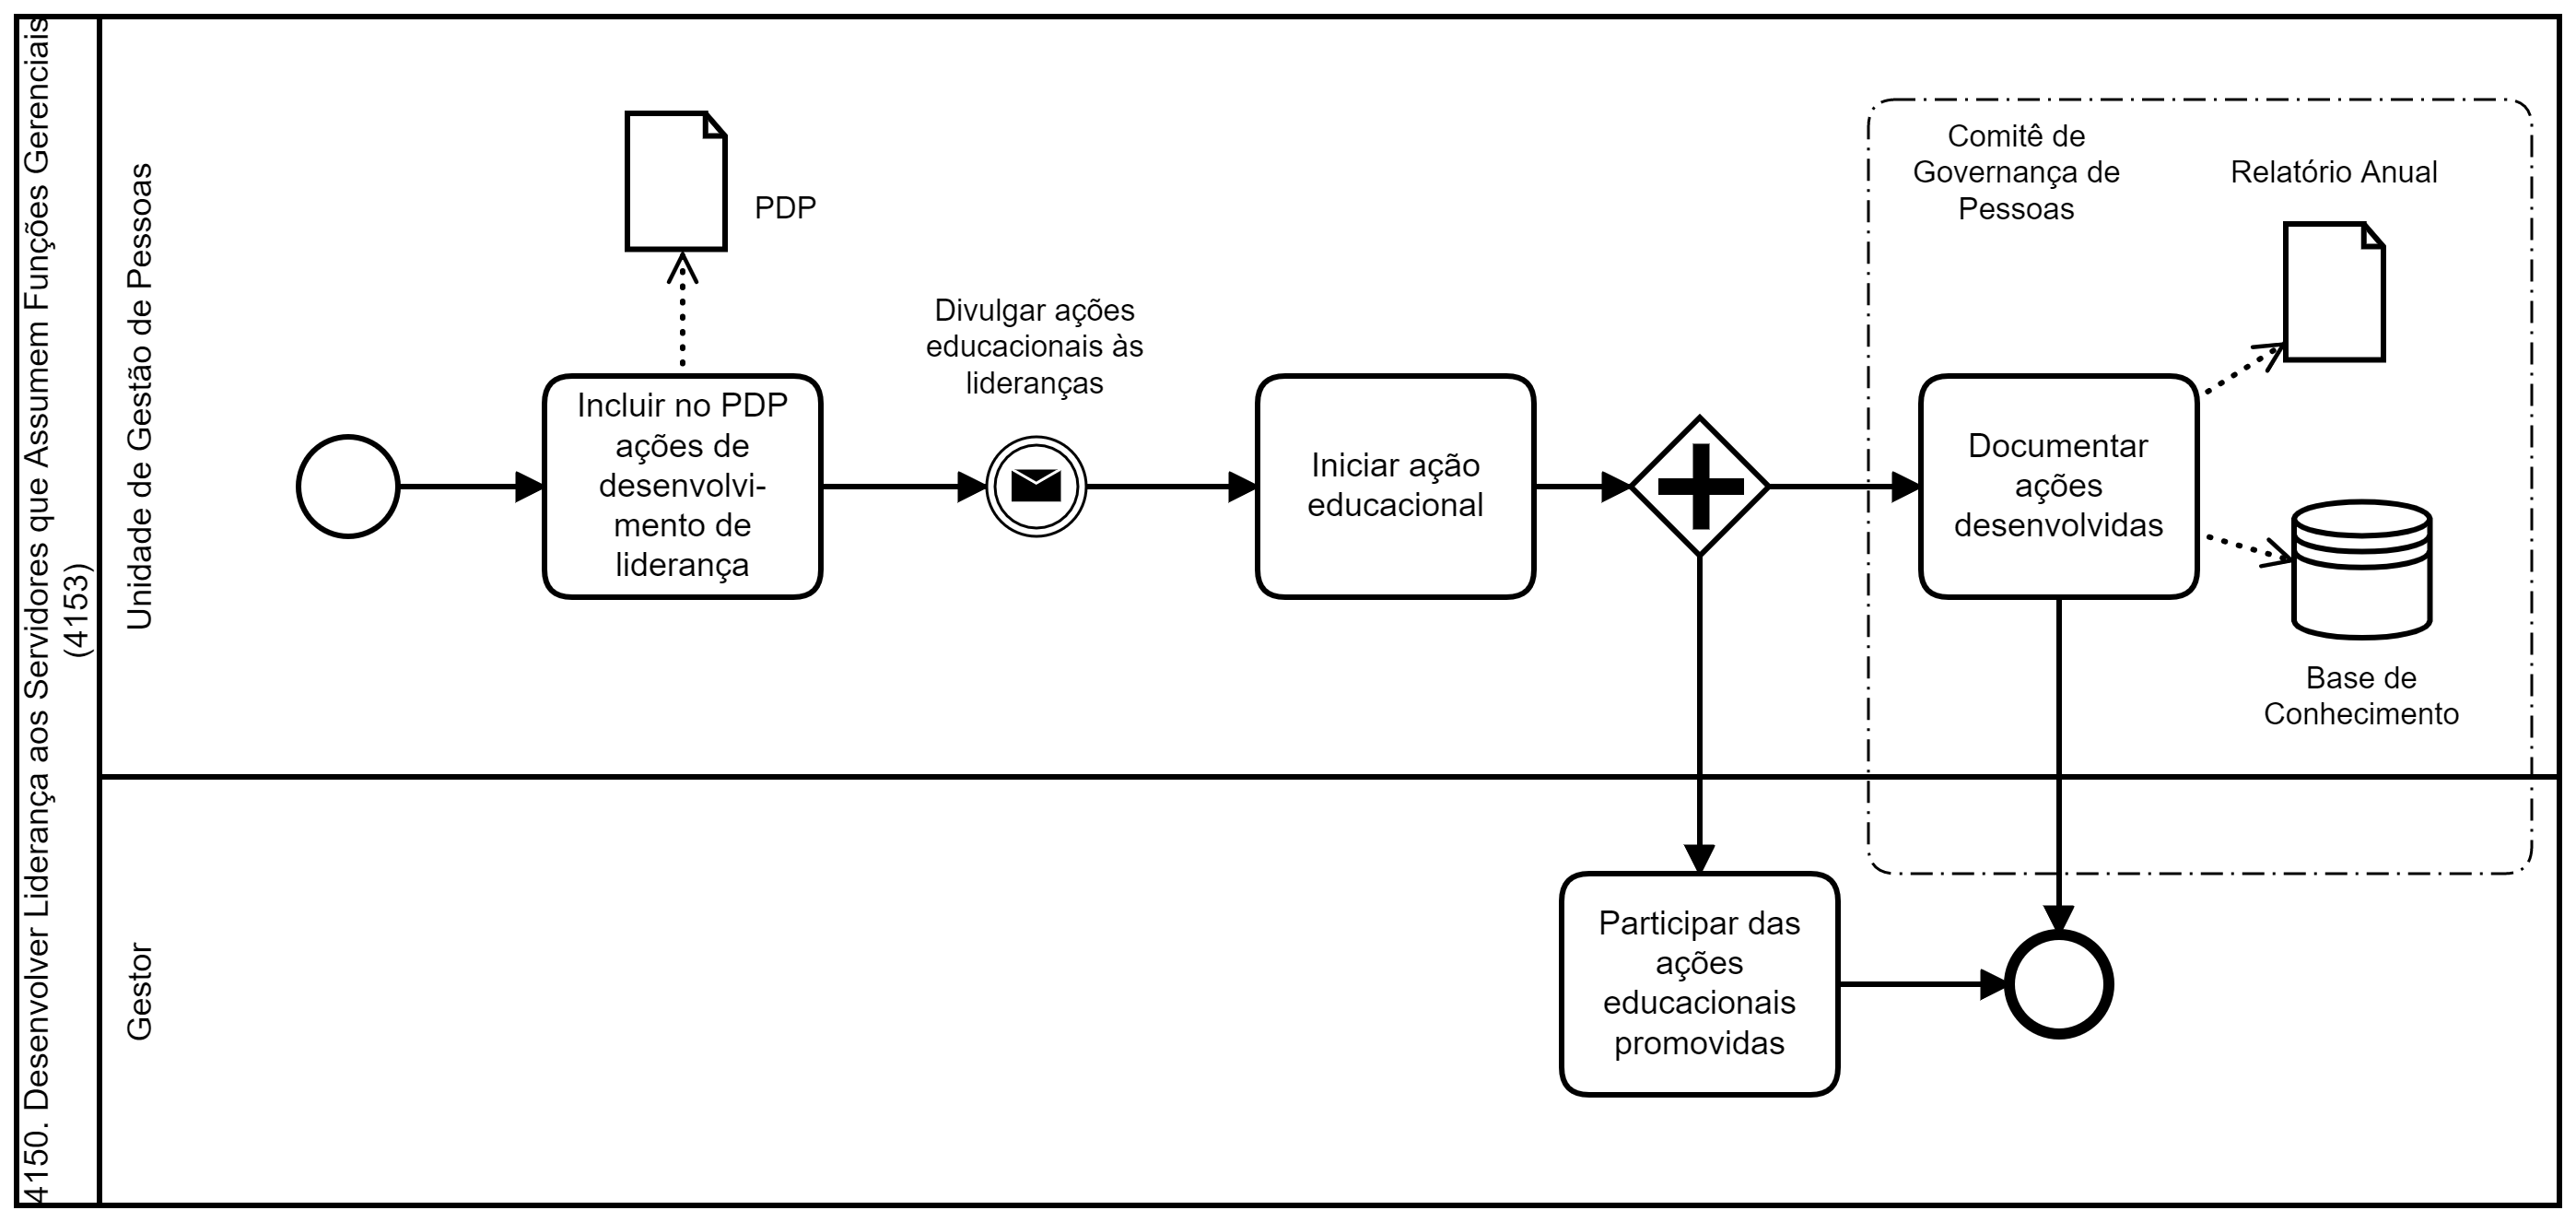 4150. Desenvolver Liderança aos Servidores que Assumem Funções Gerenciais
(4153)
Unidade de Gestão de Pessoas
PDP
Incluir no PDP
ações de
desenvolvi-
mento de
liderança
Divulgar ações
educacionais às
lideranças
Iniciar ação
educacional
Comitê de
Governança de
Pessoas
Relatório Anual
Documentar
ações
desenvolvidas
Base de
Conhecimento
Gestor
Participar das
ações
educacionais
promovidas